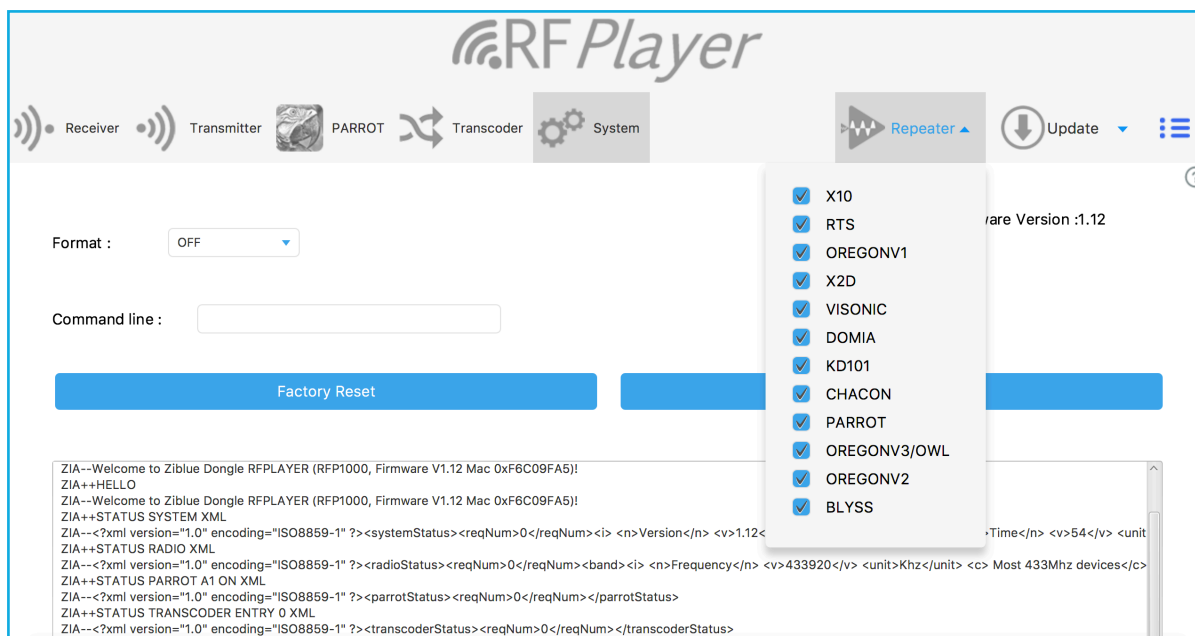 RFPlayer
Receiver Transmitter PARROT Transcoder System Repeater Update
X10
ware Version :1.12
RTS
Format : OFF
OREGONV1
X2D
VISONIC
Command line :
DOMIA
KD101
Factory Reset
CHACON
PARROT
OREGONV3/OWL
OREGONV2
BLYSS
ZIA--Welcome to Ziblue Dongle RFPLAYER (RFP1000, Firmware V1.12 Mac 0xF6C09FA5)!
ZIA++HELLO
ZIA--Welcome to Ziblue Dongle RFPLAYER (RFP1000, Firmware V1.12 Mac 0xF6C09FA5)!
ZIA++STATUS SYSTEM XML
ZIA--<?xml version="1.0" encoding="ISO8859-1" ?><systemStatus><reqNum>0</reqNum><i> <n>Version</n> <v>1.12< >Time</n> <v>54</v> <unit
ZIA++STATUS RADIO XML
ZIA--<?xml version="1.0" encoding="ISO8859-1" ?><radioStatus><reqNum>0</reqNum><band><i> <n>Frequency</n> <v>433920</v> <unit>Khz</unit> <c> Most 433Mhz devices</c>
ZIA++STATUS PARROT A1 ON XML
ZIA--<?xml version="1.0" encoding="ISO8859-1" ?><parrotStatus><reqNum>0</reqNum></parrotStatus>
ZIA++STATUS TRANSCODER ENTRY 0 XML
ZIA--<?xml version="1.0" encoding="ISO8859-1" ?><transcoderStatus><reqNum>0</reqNum></transcoderStatus>